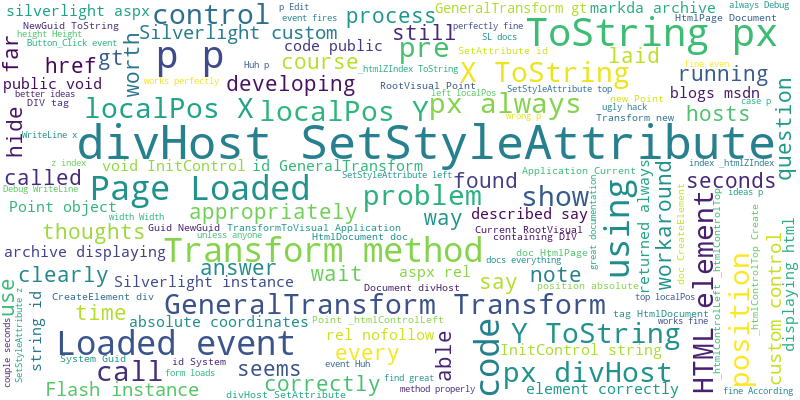 silverlight aspx
NewGuid ToString
height Height
Button_Click event
event fires
p Edit
control
process
GeneralTransform gt
markda archive
HtmlPage Document
always Debug
perfectly fine
SL docs
SetAttribute id
ToString px
Silverlight custom
code public
still
p p
course
pre
_htmlZIndex ToString
X ToString
laid
fine even
href
gt
worth
far
hide
public void
better ideas
DIV tag
Huh p
works perfectly
developing
RootVisual Point
SetStyleAttribute top
left localPos
new Point
running
blogs msdn
localPos X
localPos Y
px always
ugly hack
wrong p
Transform new
hosts
case p
question
WriteLine x
divHost SetStyleAttribute
z index
void InitControl
id GeneralTransform
index _htmlZIndex
called
Debug WriteLine
Page Loaded
SetStyleAttribute left
problem
found
show
Application Current
seconds
ideas p
Point object
width Width
appropriately
way
described say
using
returned always
workaround
doc CreateElement
thoughts
Guid NewGuid
TransformToVisual Application
unless anyone
Current RootVisual
containing DIV
great documentation
HTML element
_htmlControlTop
_htmlControlTop Create
position
custom control
displaying html
archive displaying
Transform method
HtmlDocument doc
docs everything
doc HtmlPage
clearly
answer
Silverlight instance
wait
aspx rel
say
note
position absolute
use
CreateElement div
GeneralTransform Transform
Document divHost
tag HtmlDocument
top localPos
couple seconds
SetStyleAttribute z
string id
time
absolute coordinates
Point _htmlControlLeft
rel nofollow
every
able
code
Y ToString
works fine
_htmlControlLeft _htmlControlTop
Loaded event
System Guid
id System
form loads
call
seems
event Huh
InitControl string
px divHost
Flash instance
correctly
divHost SetAttribute
find great
method properly
element correctly
fine According